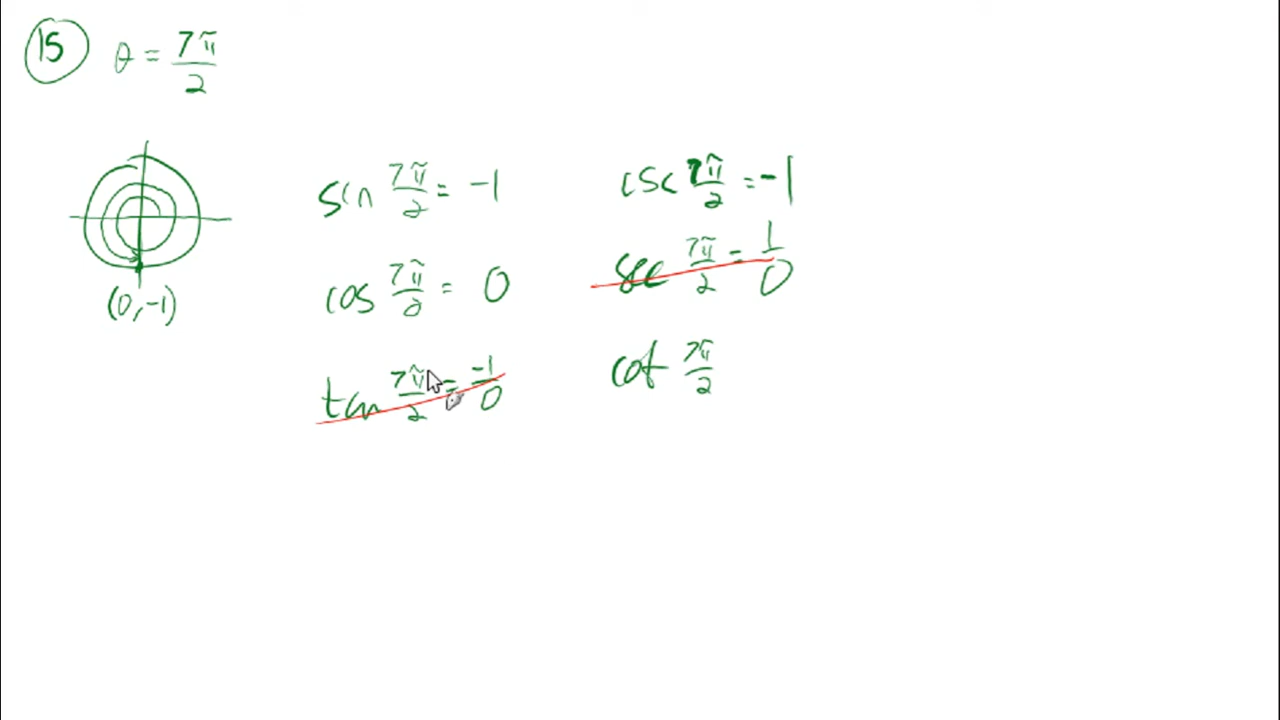 15 θ = 7π/2
sin 7π/2 = -1
csc 7π/2 = -1
cos 7π/2 = 0
sec 7π/2 = 1/0
(0,-1)
tan 7π/2 = -1/0
cot 7π/2